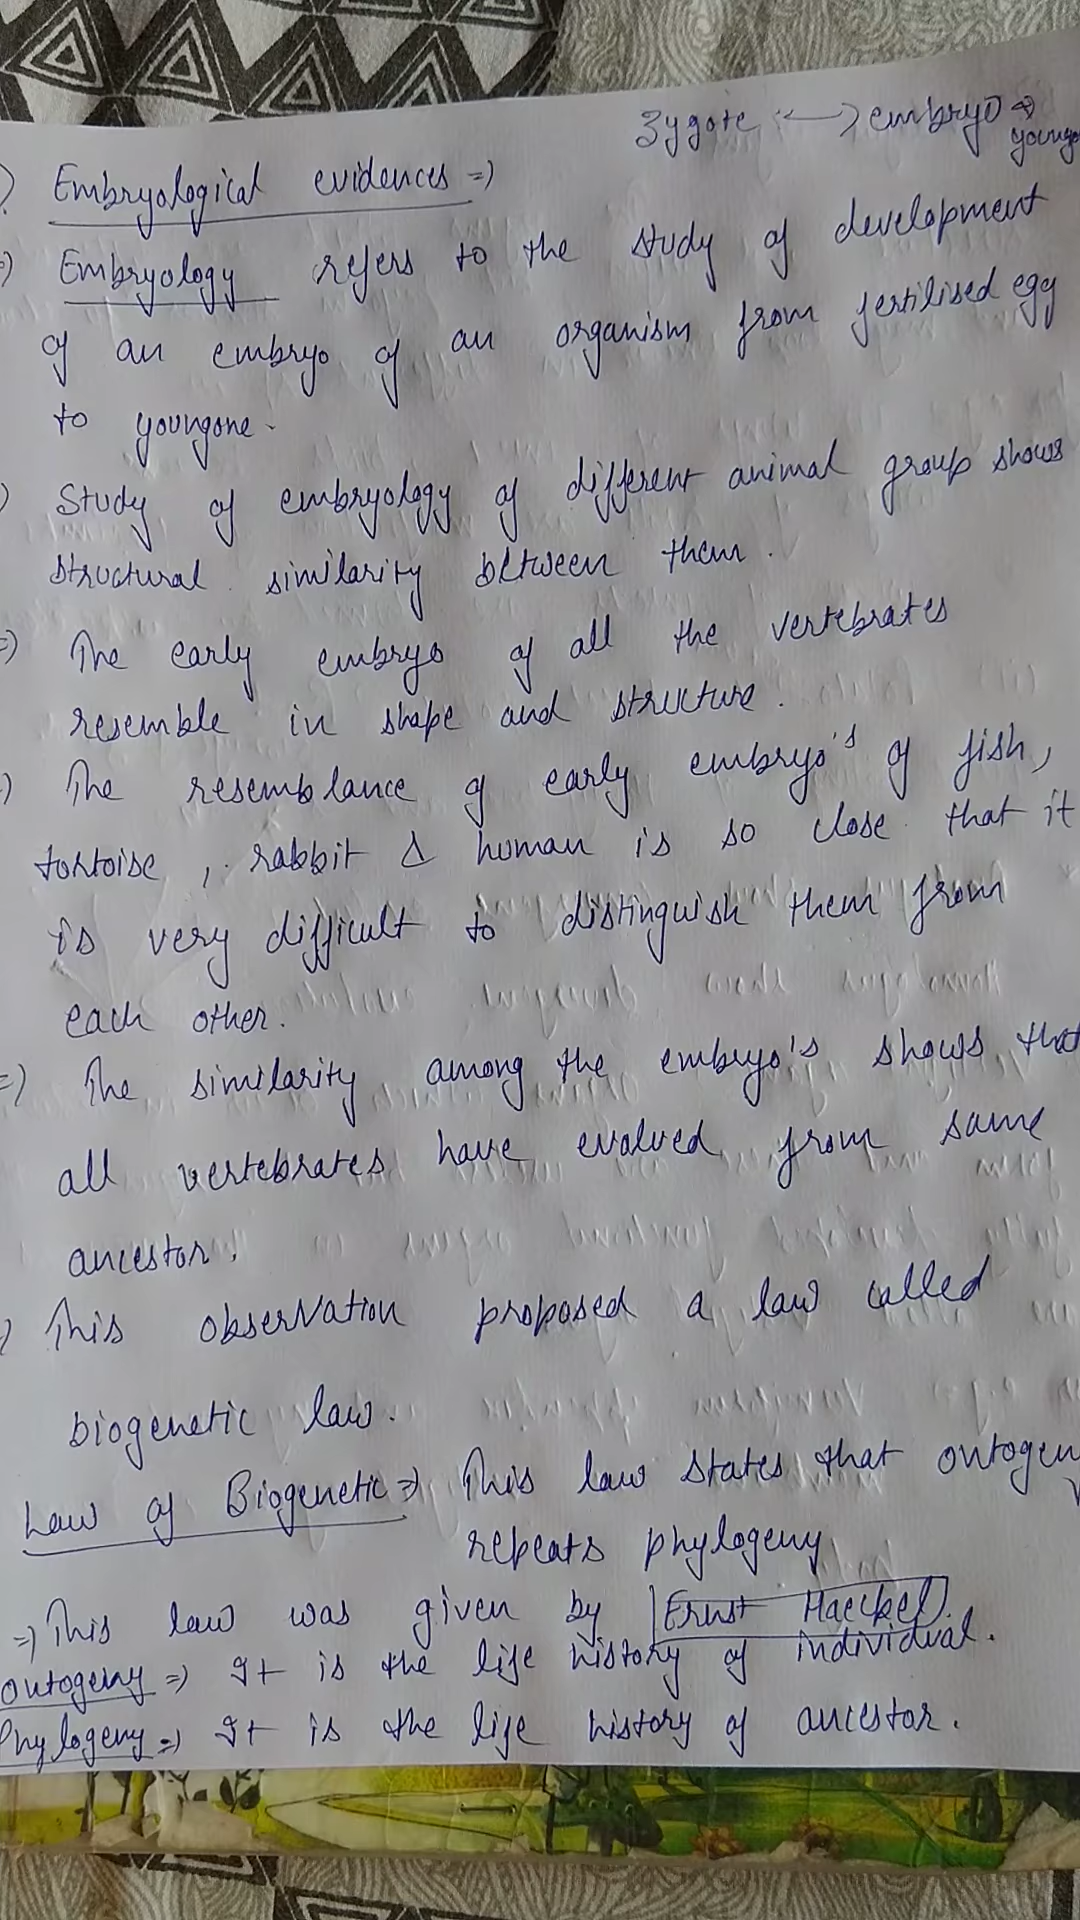 Zygote → embryo →
young
Embryological evidences =)
Embryology refers to the study of development
of an embryo of an organism from fertilised egg
to youngone.
Study of embryology of different animal group shows
structural similarity between them.
=) The early embryo of all the vertebrates
resemble in shape and structure.
=) The resemblance of early embryo's of fish,
tortoise, rabbit & human is so close that it
is very difficult to distinguish them from
each other.
=) The similarity among the embryo's shows that
all vertebrates have evolved from same
ancestor.
=) This observation proposed a law called
biogenetic law.
Law of Biogenetic => This law states that ontogeny
repeats phylogeny
=) This law was given by Ernst Haeckel.
Ontogeny => It is the life history of individual.
Phylogeny => It is the life history of ancestor.